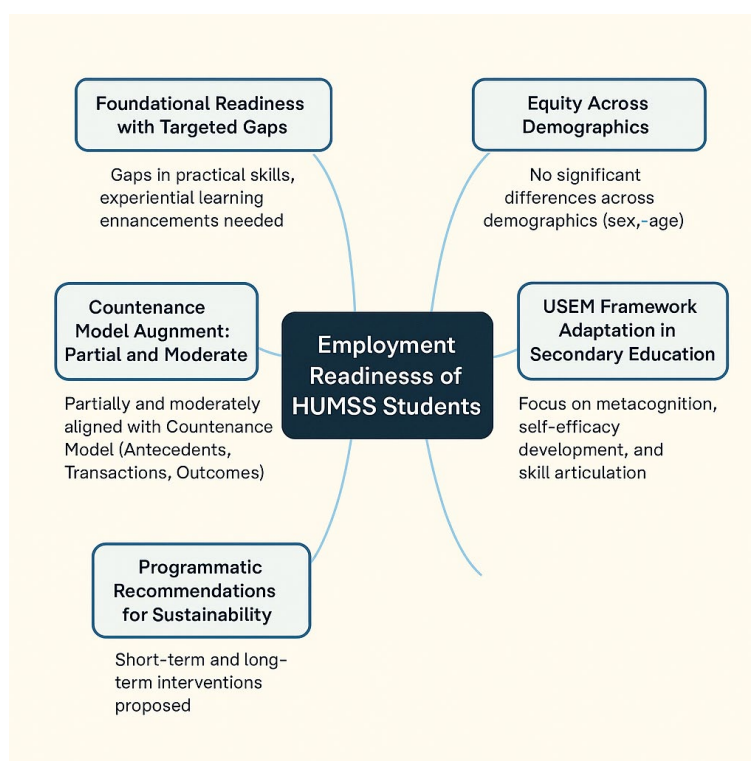 Foundational Readiness
with Targeted Gaps
Gaps in practical skills,
experiential learning
ennancements needed
Equity Across
Demographics
No significant
differences across
demographics (sex,-age)
Countenance
Model Augnment:
Partial and Moderate
Partially and moderately
aligned with Countenance
Model (Antecedents,
Transactions, Outcomes)
Employment
Readinesss of
HUMSS Students
USEM Framework
Adaptation in
Secondary Education
Focus on metacognition,
self-efficacy
development, and
skill articulation
Programmatic
Recommendations
for Sustainability
Short-term and long-
term interventions
proposed